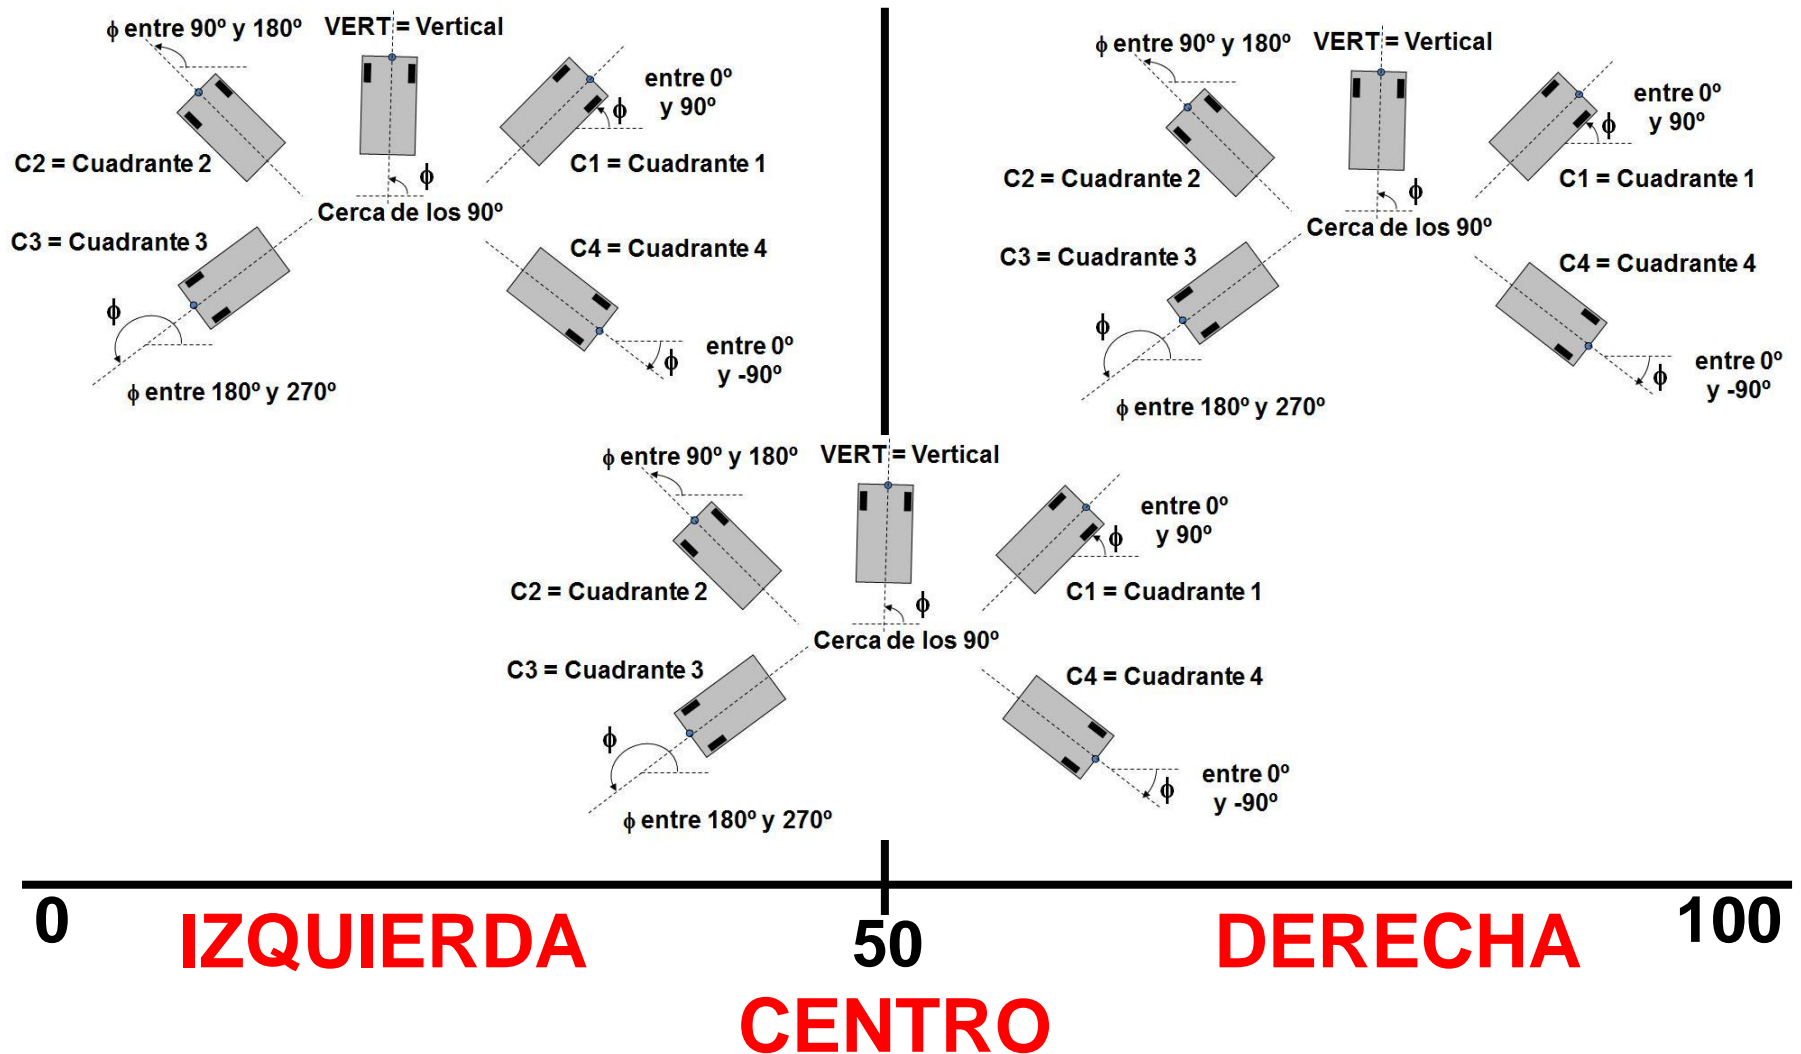 ϕ entre 90º y 180º
VERT = Vertical
entre 0º
y 90º
ϕ
C2 = Cuadrante 2
C1 = Cuadrante 1
ϕ
Cerca de los 90º
C3 = Cuadrante 3
C4 = Cuadrante 4
ϕ
entre 0º
y -90º
ϕ
ϕ entre 180º y 270º
ϕ entre 90º y 180º
VERT = Vertical
entre 0º
y 90º
ϕ
C2 = Cuadrante 2
C1 = Cuadrante 1
ϕ
Cerca de los 90º
C3 = Cuadrante 3
C4 = Cuadrante 4
ϕ
entre 0º
y -90º
ϕ
ϕ entre 180º y 270º
ϕ entre 90º y 180º
VERT = Vertical
entre 0º
y 90º
ϕ
C2 = Cuadrante 2
C1 = Cuadrante 1
ϕ
Cerca de los 90º
C3 = Cuadrante 3
C4 = Cuadrante 4
ϕ
entre 0º
y -90º
ϕ
ϕ entre 180º y 270º
0
IZQUIERDA
50
DERECHA
100
CENTRO